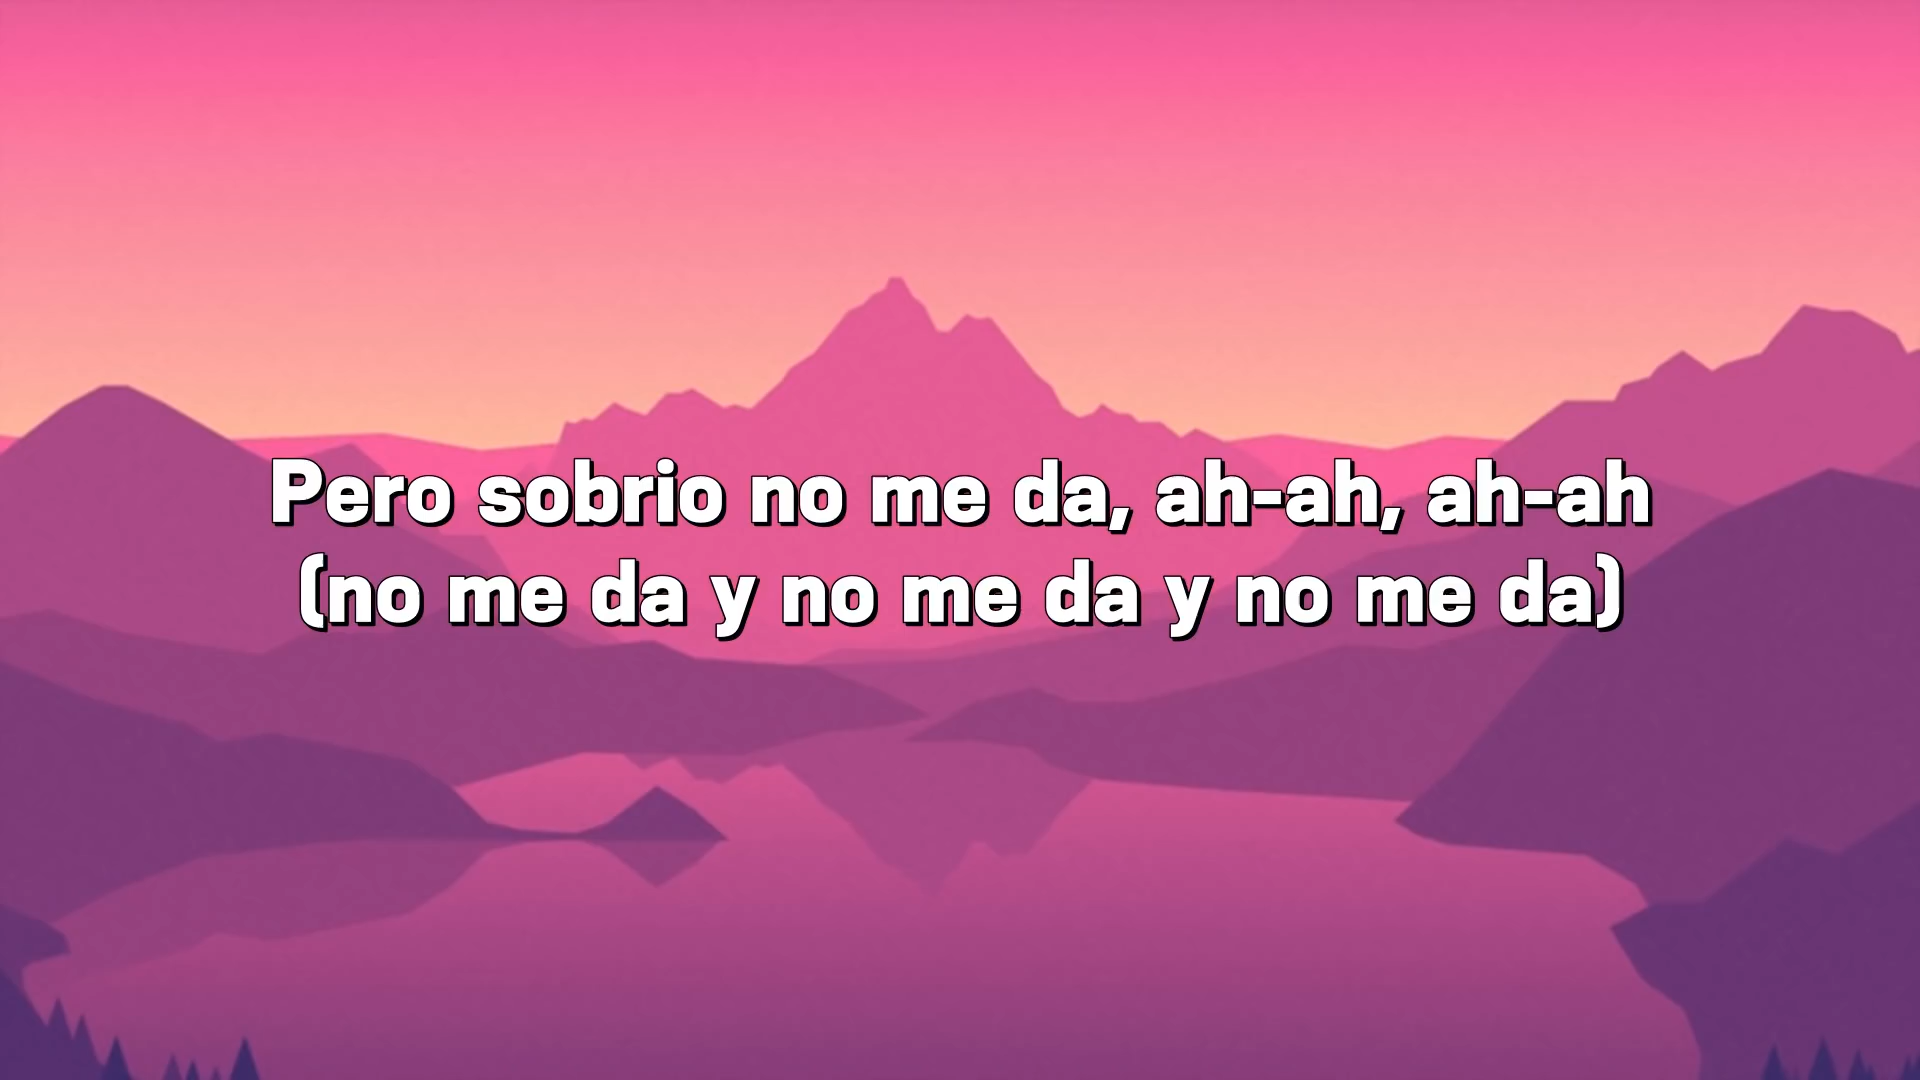 Pero sobrio no me da, ah-ah, ah-ah
(no me da y no me da y no me da)